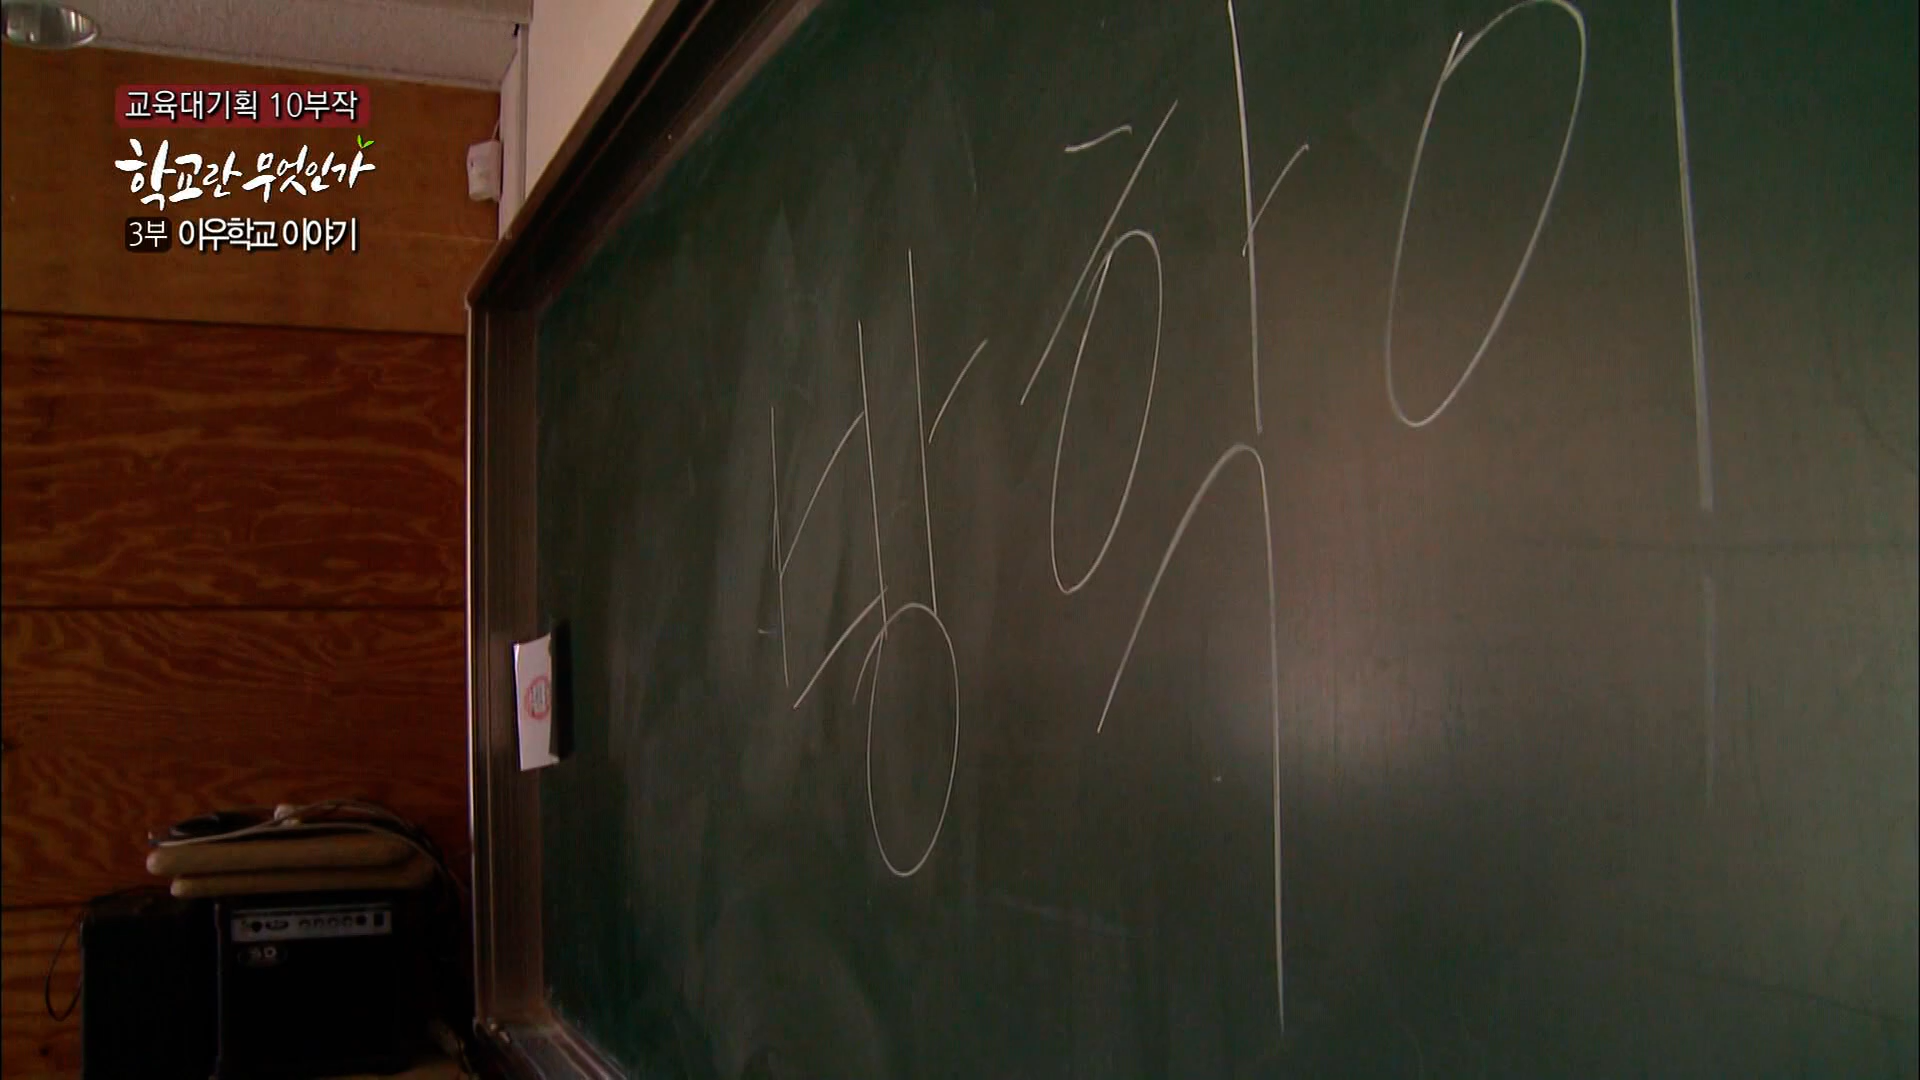 교육대기획 10부작
학교란 무엇인가
3부 이우학교 이야기
방학이